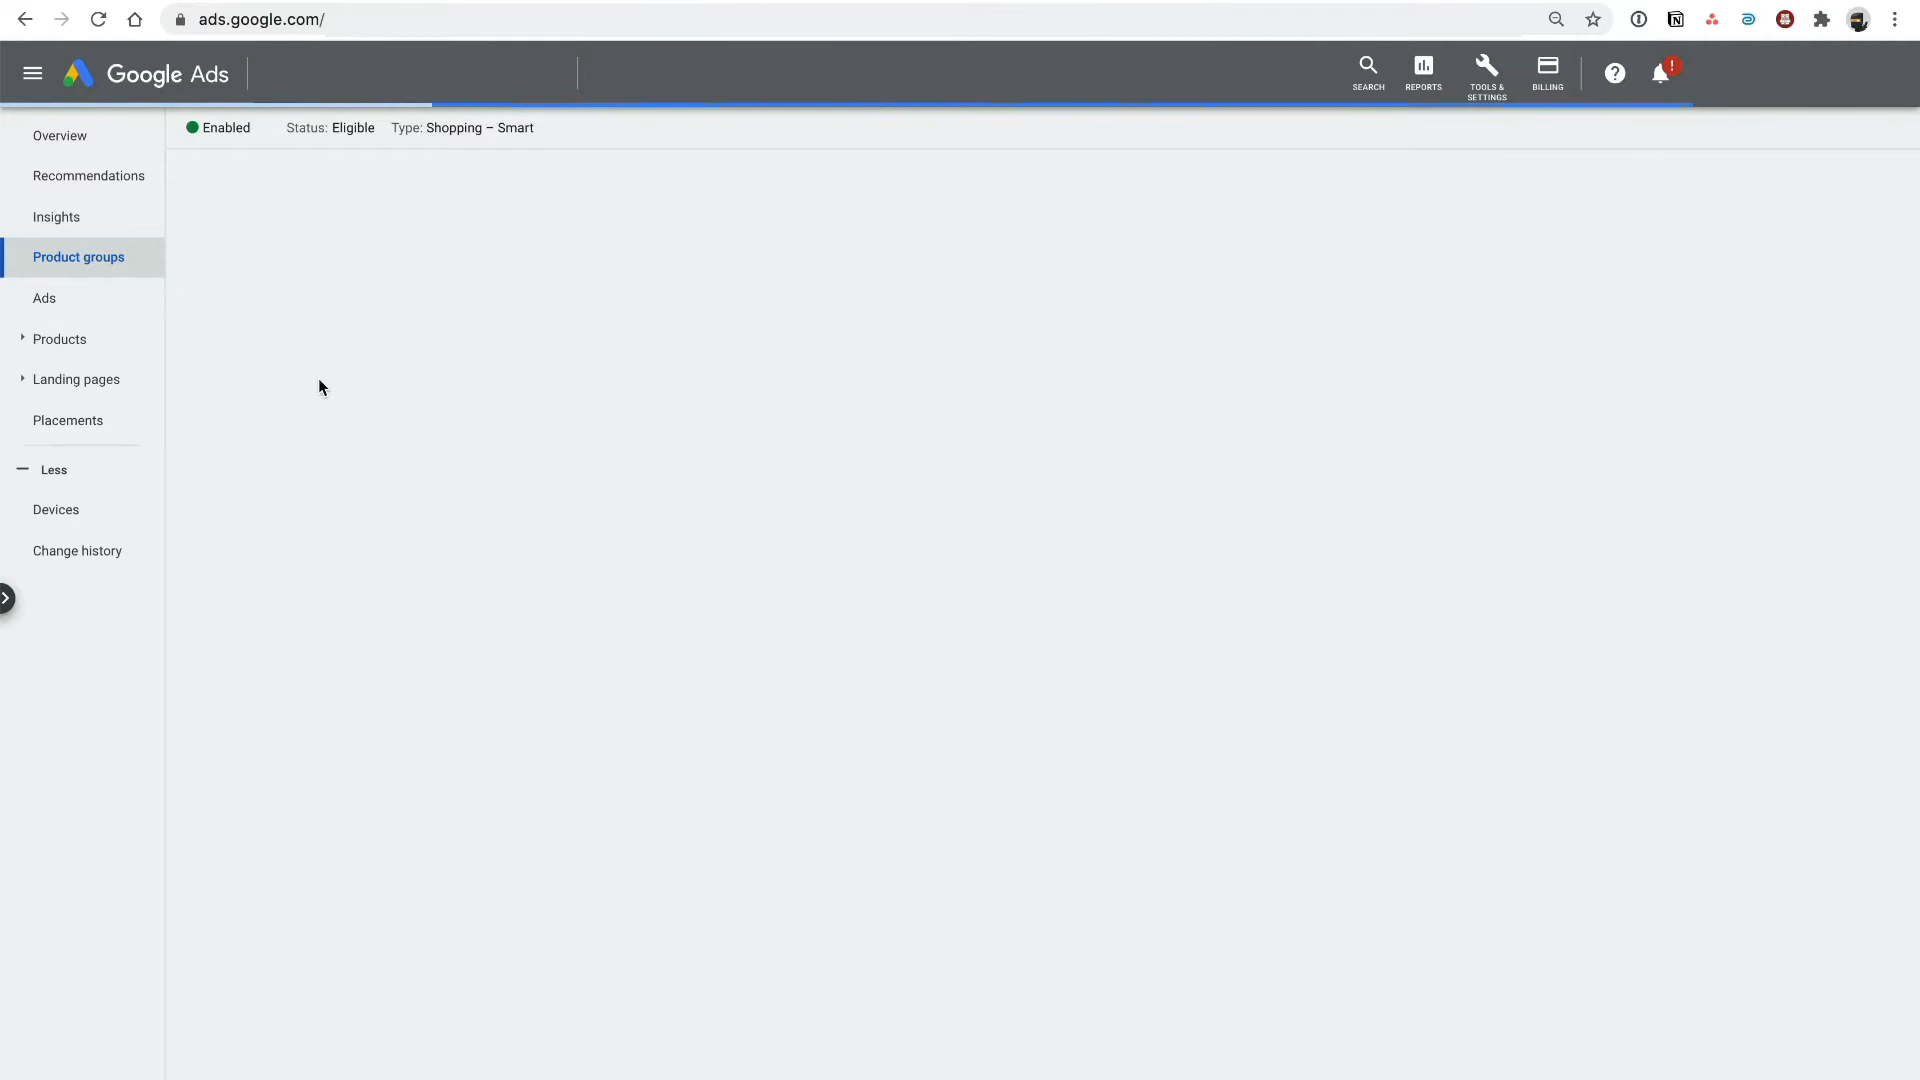 ads.google.com/
Google Ads
SEARCH
REPORTS
TOOLS &
SETTINGS
BILLING
Enabled
Status: Eligible
Type: Shopping – Smart
Overview
Recommendations
Insights
Product groups
Ads
Products
Landing pages
Placements
Less
Devices
Change history